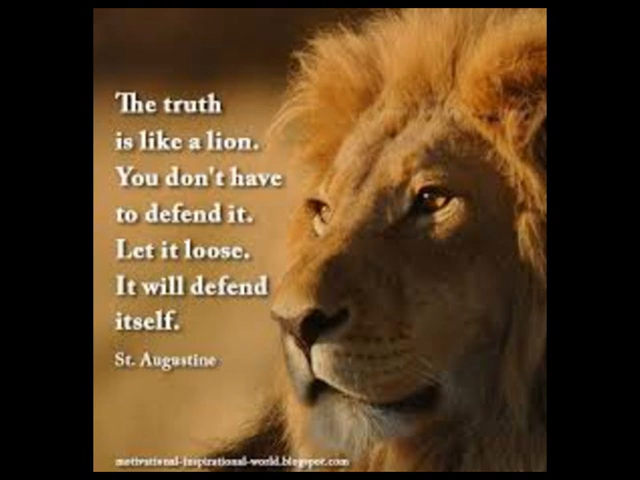 The truth
is like a lion.
You don't have
to defend it.
Let it loose.
It will defend
itself.
St. Augustine
motivational-inspirational-world.blogspot.com